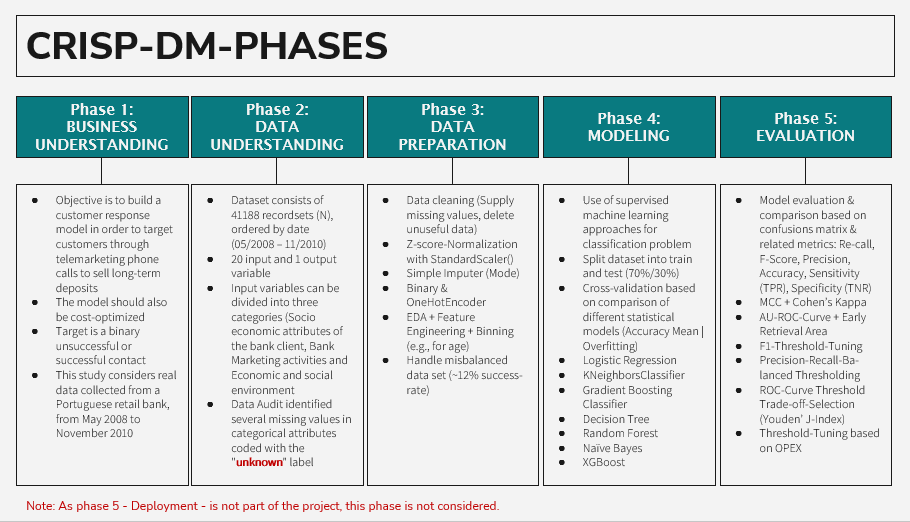 CRISP-DM-PHASES
Phase 1:
BUSINESS
UNDERSTANDING
● Objective is to build a
customer response
model in order to target
customers through
telemarketing phone
calls to sell long-term
deposits
● The model should also
be cost-optimized
● Target is a binary
unsuccessful or
successful contact
● This study considers real
data collected from a
Portuguese retail bank,
from May 2008 to
November 2010
Phase 2:
DATA
UNDERSTANDING
● Dataset consists of
41188 recordsets (N),
ordered by date
(05/2008 – 11/2010)
● 20 input and 1 output
variable
● Input variables can be
divided into three
categories (Socio
economic attributes of
the bank client, Bank
Marketing activities and
Economic and social
environment
● Data Audit identified
several missing values in
categorical attributes
coded with the
"unknown" label
Phase 3:
DATA
PREPARATION
● Data cleaning (Supply
missing values, delete
unuseful data)
● Z-score-Normalization
with StandardScaler()
● Simple Imputer (Mode)
● Binary &
OneHotEncoder
● EDA + Feature
Engineering + Binning
(e.g., for age)
● Handle misbalanced
data set (~12% success-
rate)
Phase 4:
MODELING
● Use of supervised
machine learning
approaches for
classification problem
● Split dataset into train
and test (70%/30%)
● Cross-validation based
on comparison of
different statistical
models (Accuracy Mean |
Overfitting)
● Logistic Regression
● KNeighborsClassifier
● Gradient Boosting
Classifier
● Decision Tree
● Random Forest
● Naïve Bayes
● XGBoost
Phase 5:
EVALUATION
● Model evaluation &
comparison based on
confusions matrix &
related metrics: Re-call,
F-Score, Precision,
Accuracy, Sensitivity
(TPR), Specificity (TNR)
● MCC + Cohen's Kappa
● AU-ROC-Curve + Early
Retrieval Area
● F1-Threshold-Tuning
● Precision-Recall-Ba-
lanced Thresholding
● ROC-Curve Threshold
Trade-off-Selection
(Youden' J-Index)
● Threshold-Tuning based
on OPEX
Note: As phase 5 - Deployment - is not part of the project, this phase is not considered.